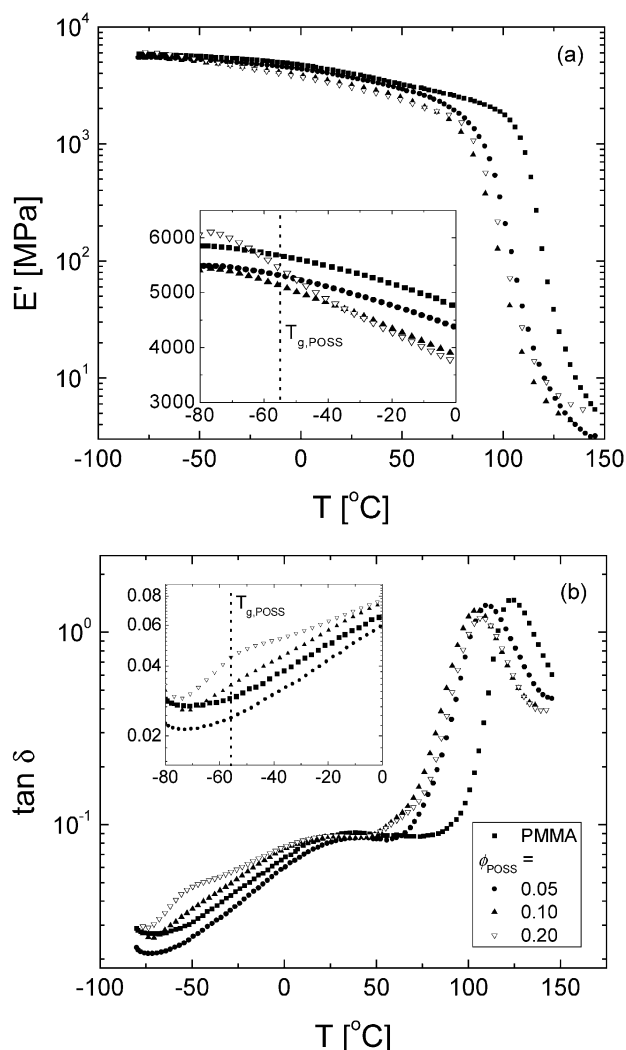 (a)
10^4
10^3
10^2
10^1
E' [MPa]
6000
5000
4000
3000
T_g,POSS
-80 -60 -40 -20 0
-100 -50 0 50 100 150
T [°C]
(b)
10^0
10^-1
tan δ
0.08
0.06
0.04
0.02
T_g,POSS
-80 -60 -40 -20 0
PMMA
ϕ_POSS =
0.05
0.10
0.20
-100 -50 0 50 100 150
T [°C]